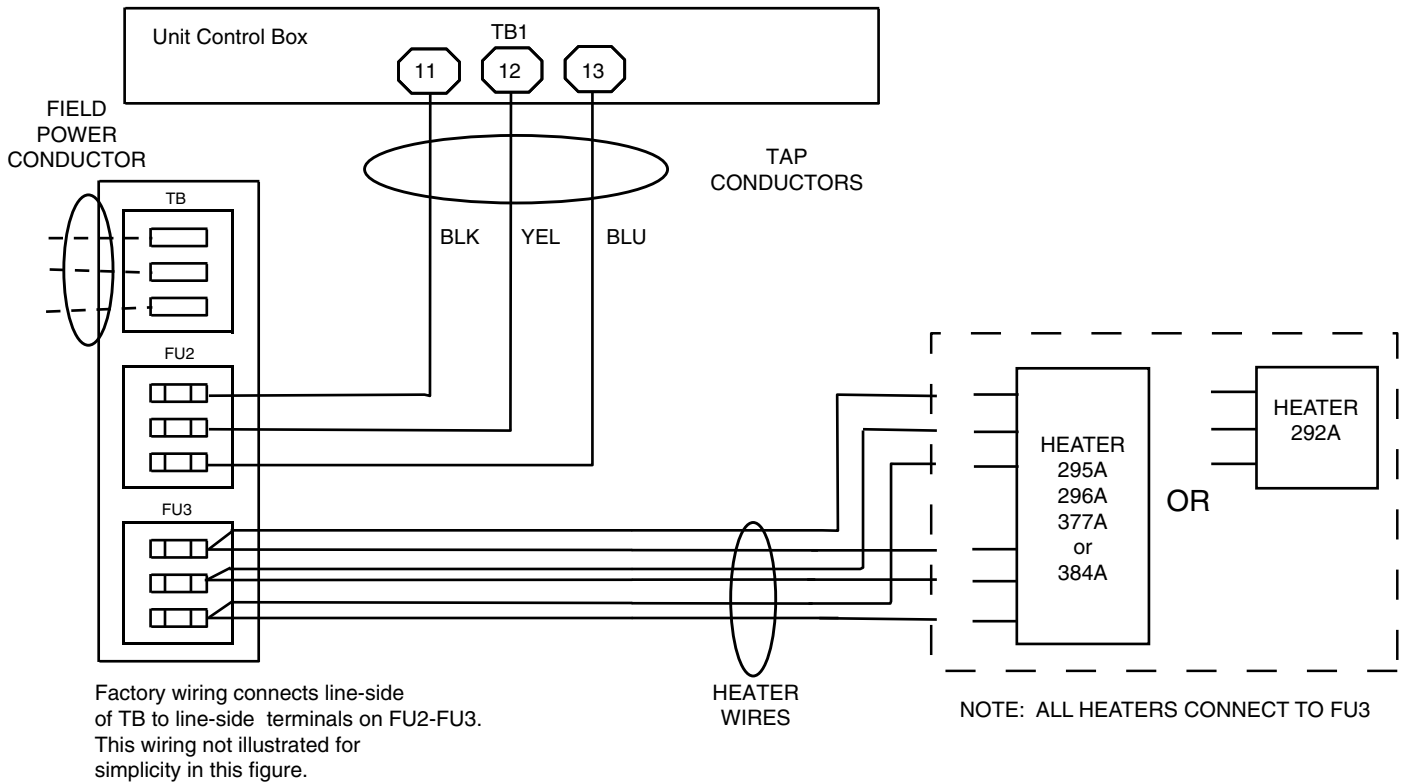 Unit Control Box
TB1
11
12
13
FIELD
POWER
CONDUCTOR
TAP
CONDUCTORS
TB
BLK
YEL
BLU
FU2
FU3
HEATER
295A
296A
377A
or
384A
OR
HEATER
292A
HEATER
WIRES
NOTE: ALL HEATERS CONNECT TO FU3
Factory wiring connects line-side
of TB to line-side terminals on FU2-FU3.
This wiring not illustrated for
simplicity in this figure.